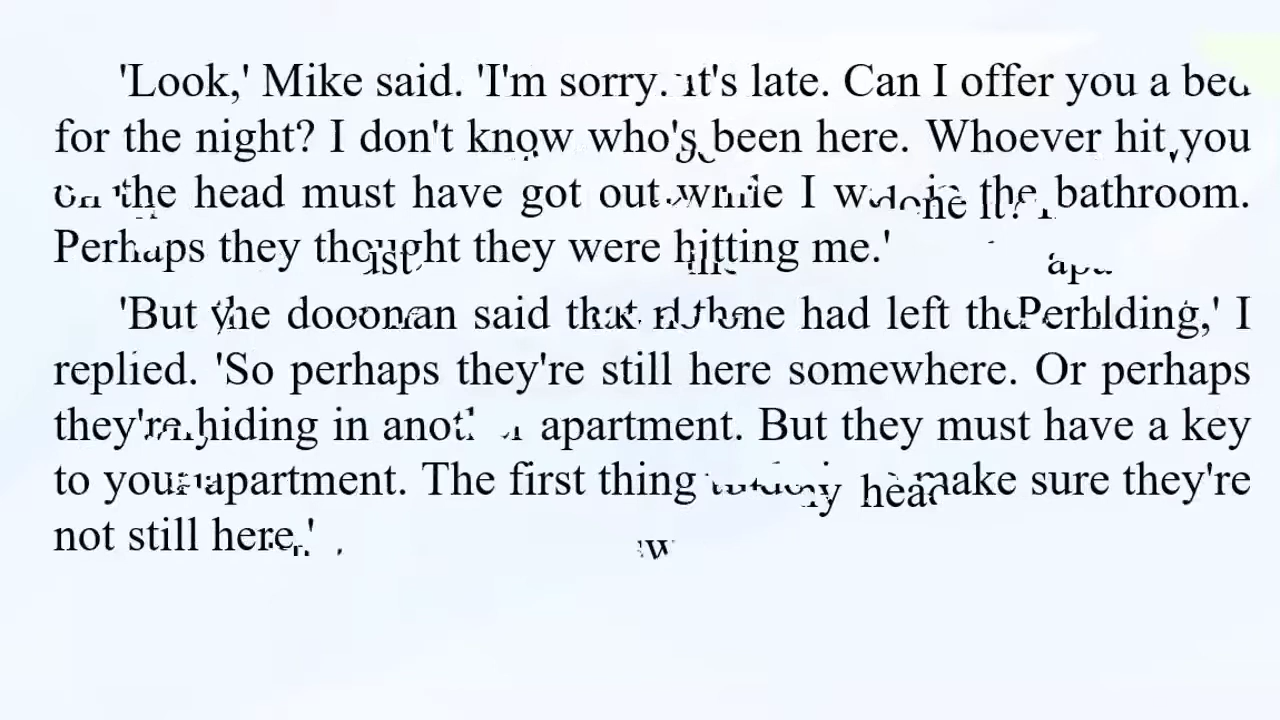 'Look,' Mike said. 'I'm sorry. It's late. Can I offer you a bed
for the night? I don't know who's been here. Whoever hit you
on the head must have got out while I was in the bathroom.
Perhaps they thought they were hitting me.'
'But the doorman said that had left the building,' I
replied. 'So perhaps they're still here somewhere. Or perhaps
they're hiding in another apartment. But they must have a key
to your apartment. The first thing make sure they're
not still here.'